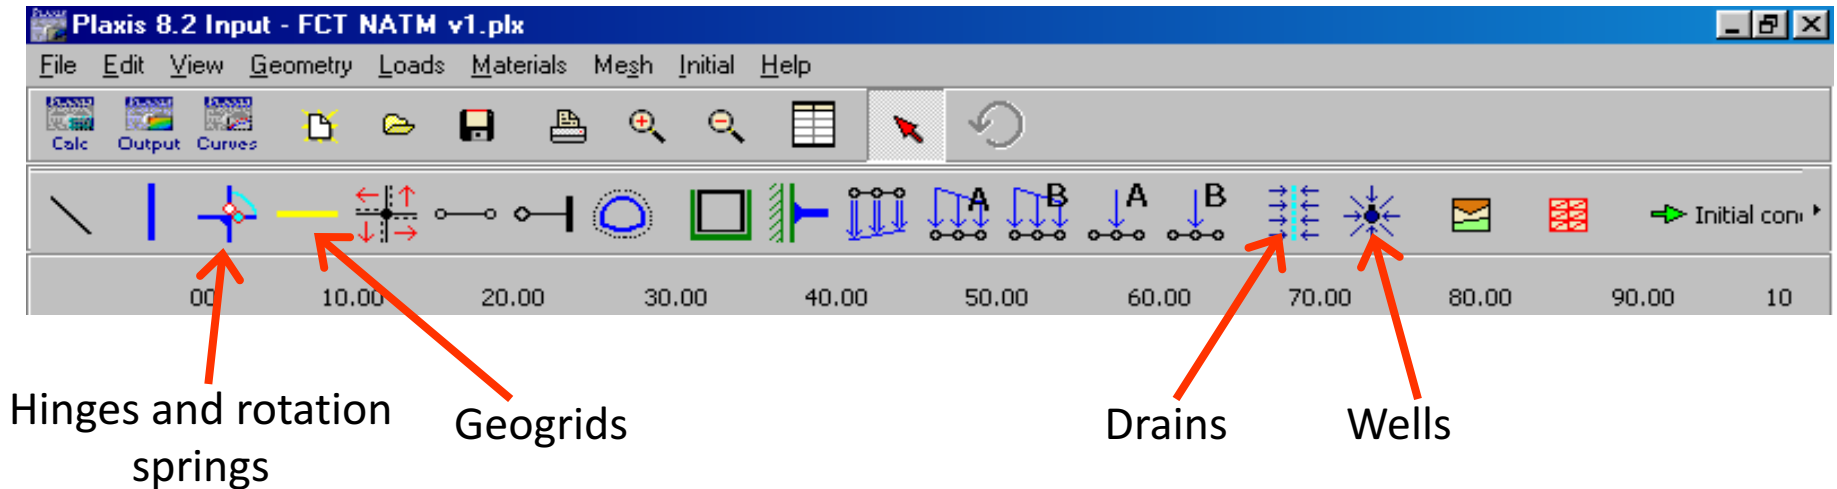 Plaxis 8.2 Input - FCT NATM v1.plx
File Edit View Geometry Loads Materials Mesh Initial Help
Calc Output Curves
A B A B Initial con
00 10.00 20.00 30.00 40.00 50.00 60.00 70.00 80.00 90.00 10
Hinges and rotation
springs
Geogrids
Drains
Wells